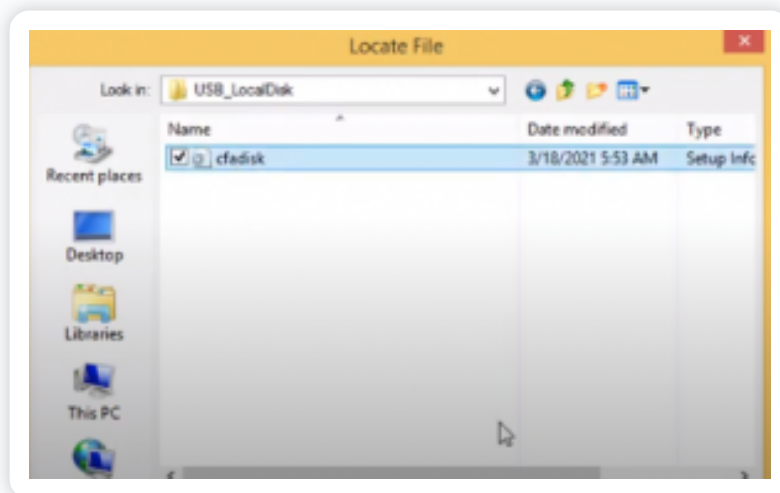 Locate File
Look in: USB_LocalDisk
Name Date modified Type
cfadisk 3/18/2021 5:53 AM Setup Info
Recent places
Desktop
Libraries
This PC